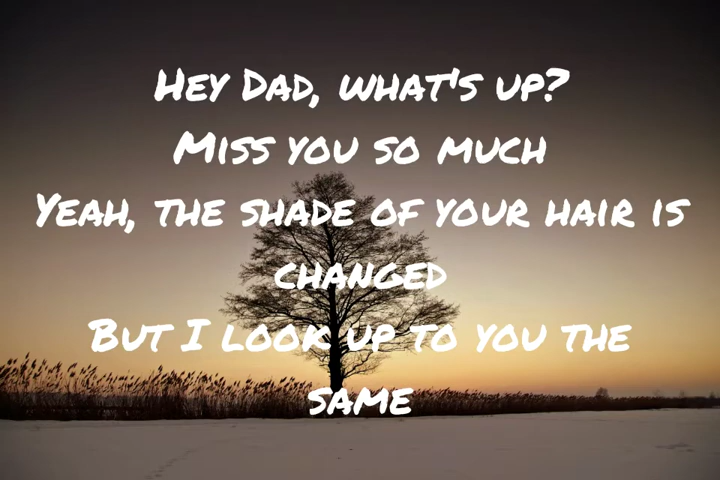 Hey Dad, what's up?
Miss you so much
Yeah, the shade of your hair is
changed
But I look up to you the
same